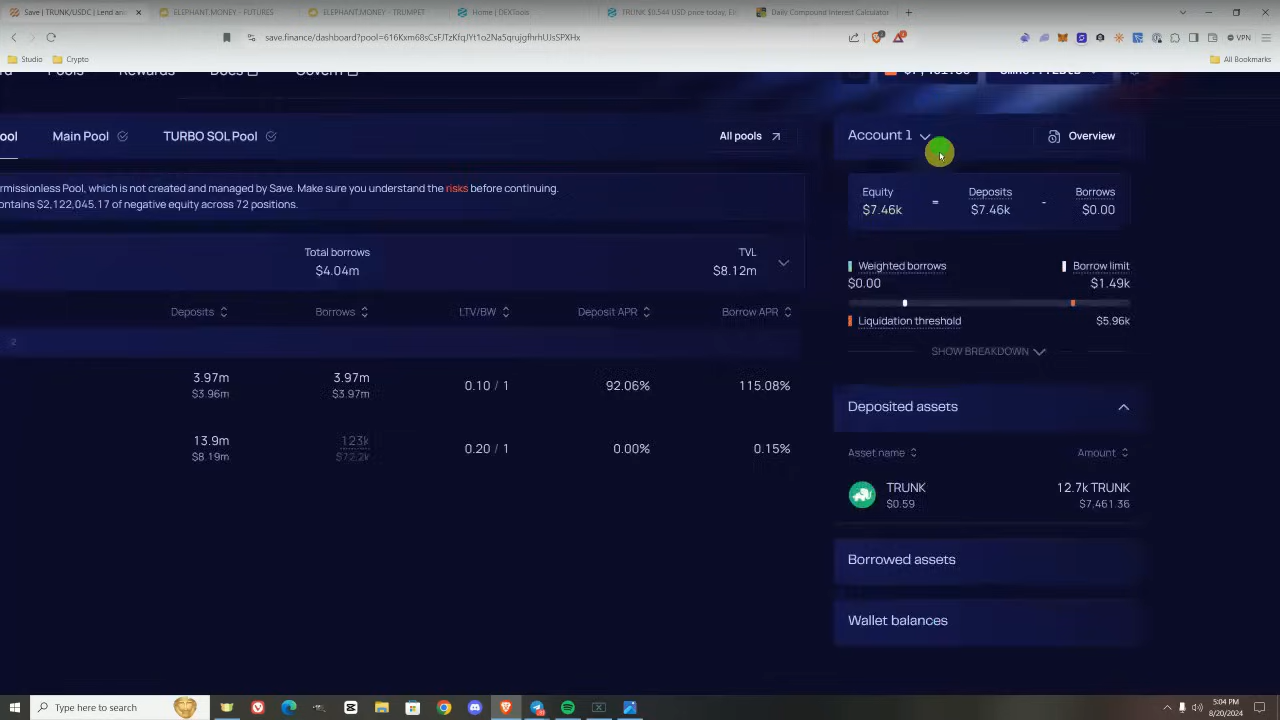 Save | TRUNK/USDC | Lend an
ELEPHANT.MONEY - FUTURES
ELEPHANT.MONEY - TRUMPET
Home | DEXTools
TRUNK $0.544 USD price today, E
Daily Compound Interest Calculator
save.finance/dashboard?pool=
VPN
Studio
Crypto
All Bookmarks
Pools
Rewards
Docs
Govern
ool
Main Pool
TURBO SOL Pool
All pools
Account 1
Overview
rmissionless Pool, which is not created and managed by Save. Make sure you understand the risks before continuing.
ontains $2,122,045.17 of negative equity across 72 positions.
Equity
=
Deposits
-
Borrows
$7.46k
$7.46k
$0.00
Total borrows
$4.04m
TVL
$8.12m
Weighted borrows
$0.00
Borrow limit
$1.49k
Liquidation threshold
$5.96k
SHOW BREAKDOWN
Deposits
Borrows
LTV/BW
Deposit APR
Borrow APR
2
3.97m
$3.96m
3.97m
$3.97m
0.10 / 1
92.06%
115.08%
13.9m
$8.19m
123k
$72.2k
0.20 / 1
0.00%
0.15%
Deposited assets
Asset name
Amount
TRUNK
$0.59
12.7k TRUNK
$7,461.36
Borrowed assets
Wallet balances
Type here to search
5:04 PM
8/20/2024